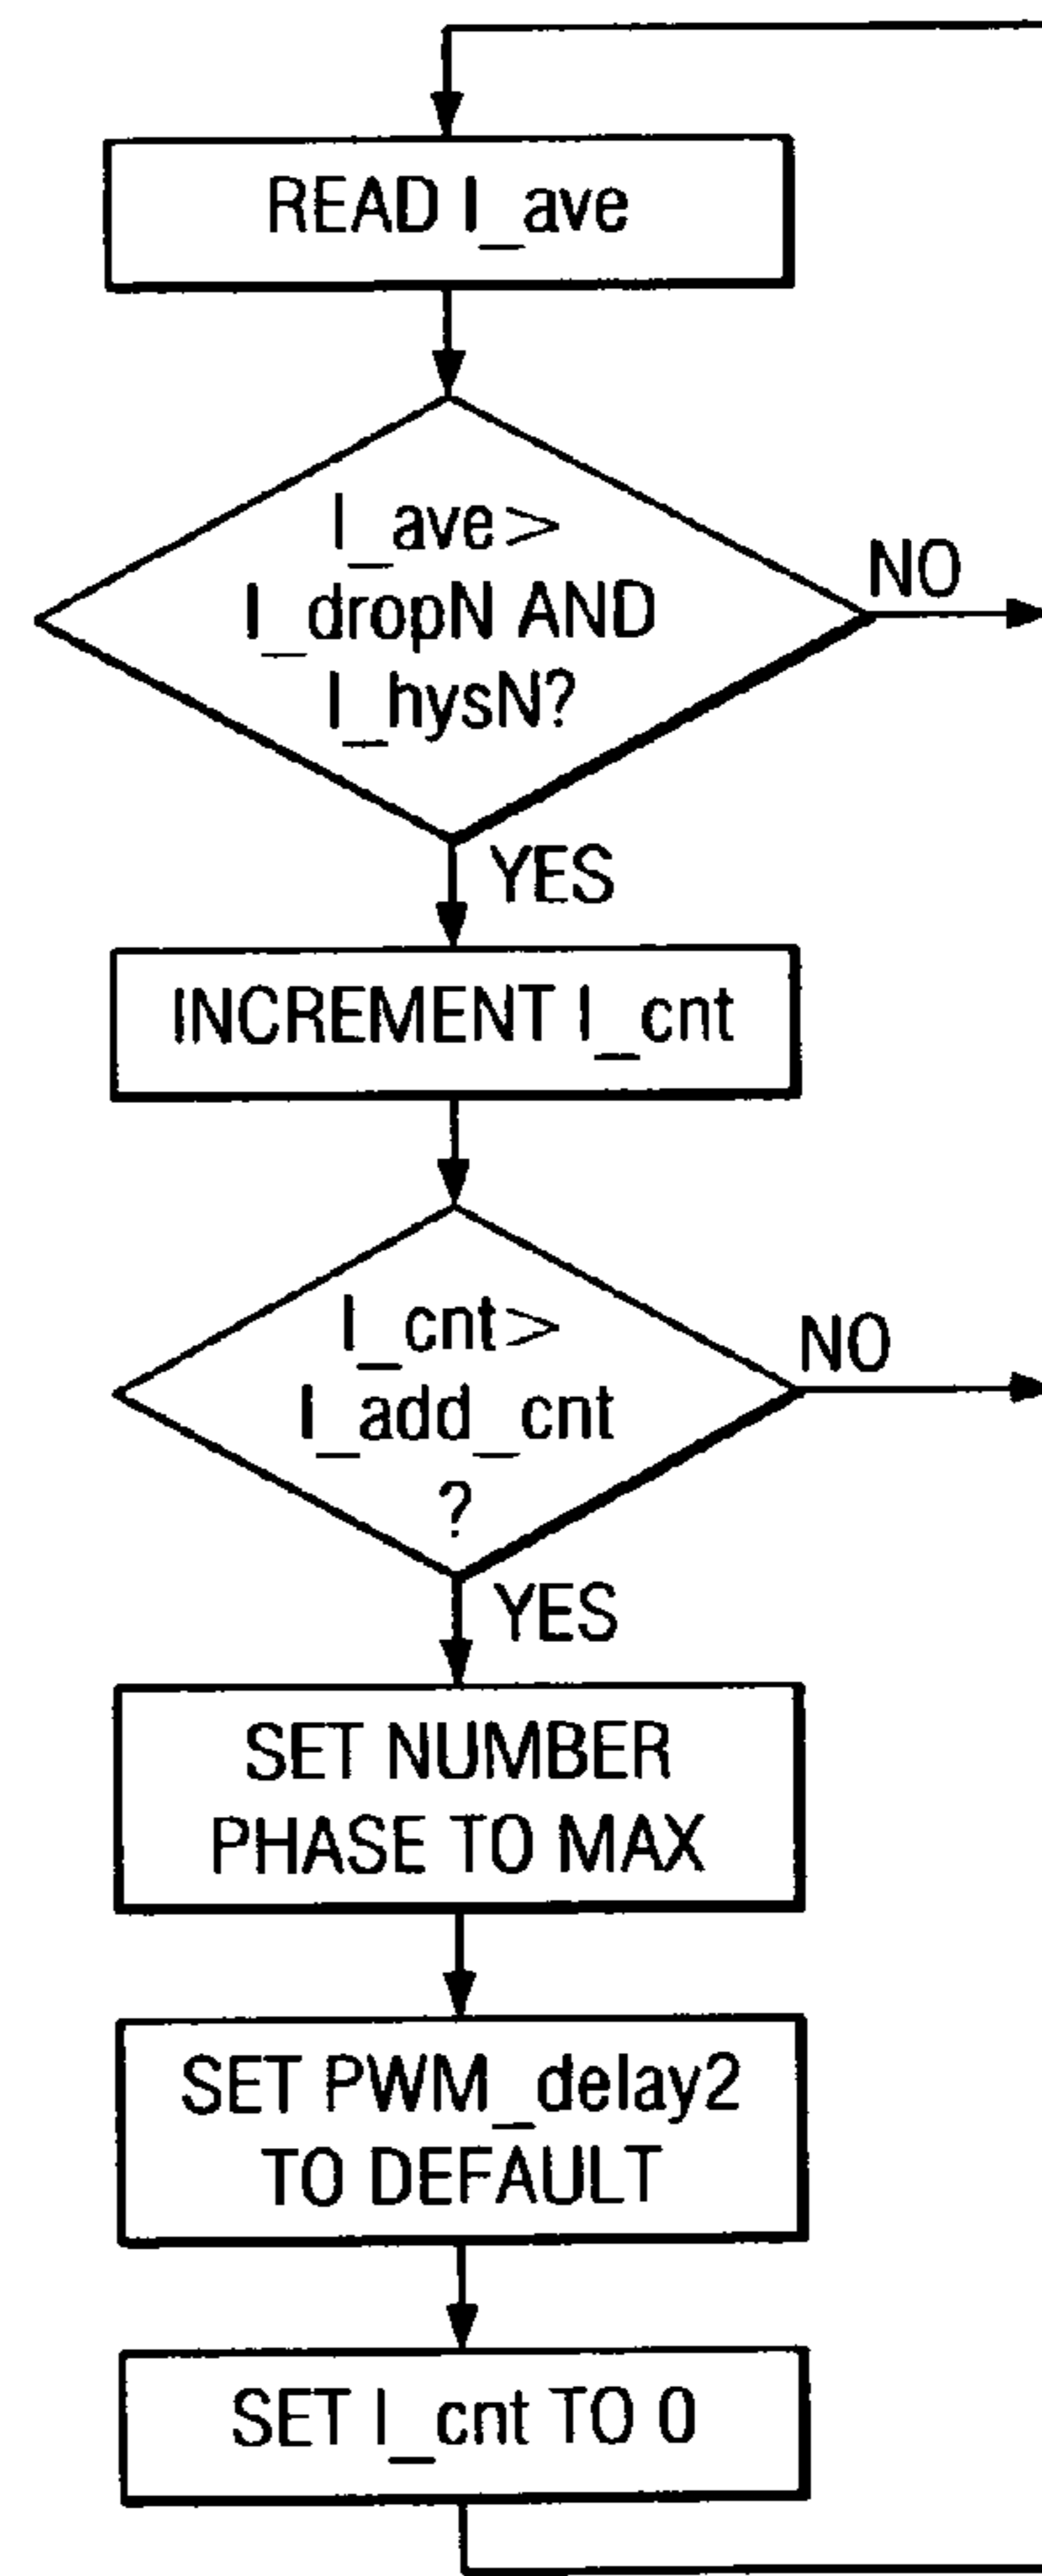 READ I_ave
I_ave>
I_dropN AND
I_hysN?
NO
YES
INCREMENT I_cnt
I_cnt>
I_add_cnt
?
NO
YES
SET NUMBER
PHASE TO MAX
SET PWM_delay2
TO DEFAULT
SET I_cnt TO 0